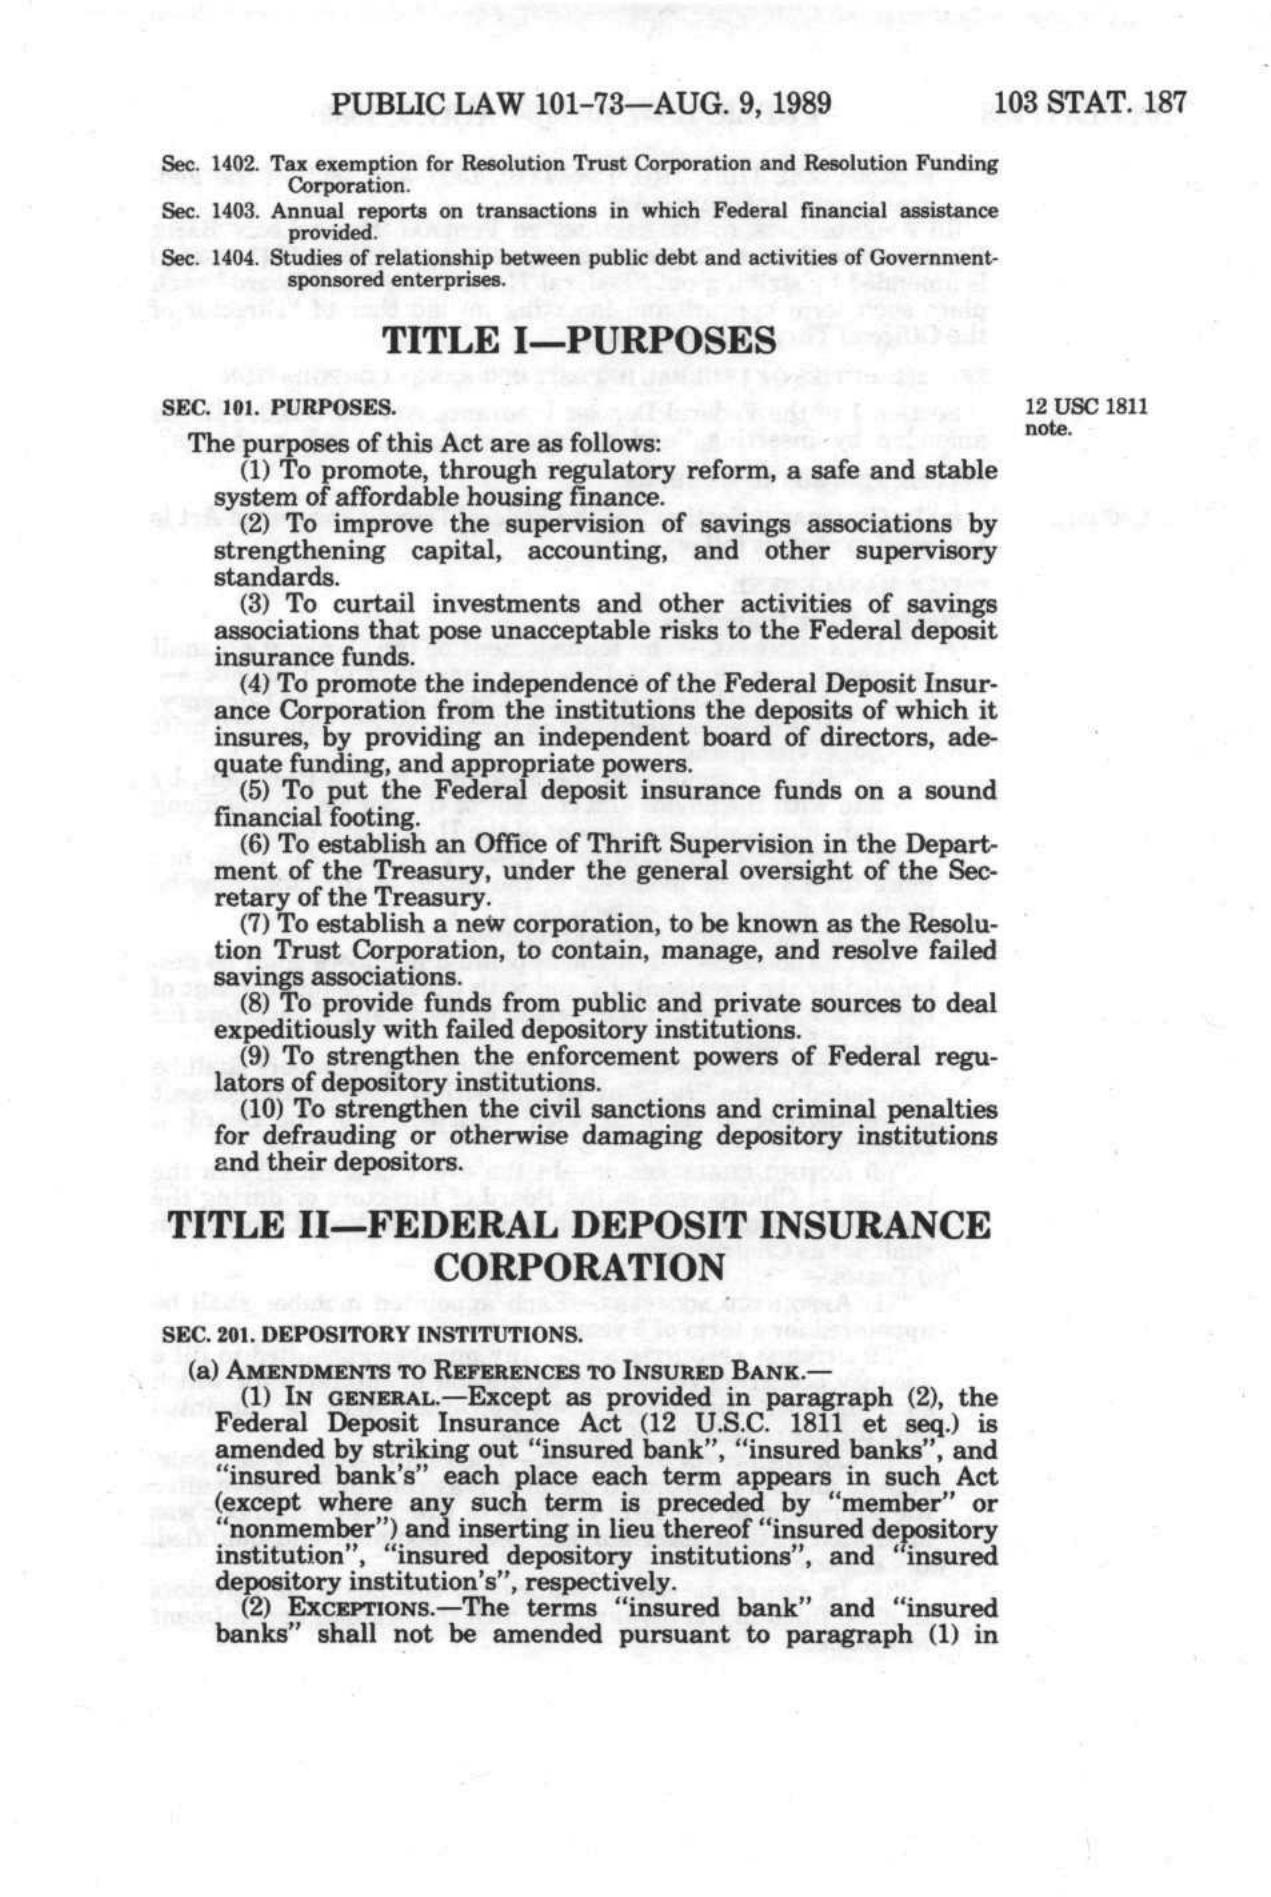 PUBLIC LAW 101-73—AUG. 9, 1989 103 STAT. 187
Sec. 1402. Tax exemption for Resolution Trust Corporation and Resolution Funding
Corporation.
Sec. 1403. Annual reports on transactions in which Federal financial assistance
provided.
Sec. 1404. Studies of relationship between public debt and activities of Government-
sponsored enterprises.
TITLE I—PURPOSES
SEC. 101. PURPOSES.
12 USC 1811
note.
The purposes of this Act are as follows:
(1) To promote, through regulatory reform, a safe and stable
system of affordable housing finance.
(2) To improve the supervision of savings associations by
strengthening capital, accounting, and other supervisory
standards.
(3) To curtail investments and other activities of savings
associations that pose unacceptable risks to the Federal deposit
insurance funds.
(4) To promote the independence of the Federal Deposit Insur-
ance Corporation from the institutions the deposits of which it
insures, by providing an independent board of directors, ade-
quate funding, and appropriate powers.
(5) To put the Federal deposit insurance funds on a sound
financial footing.
(6) To establish an Office of Thrift Supervision in the Depart-
ment of the Treasury, under the general oversight of the Sec-
retary of the Treasury.
(7) To establish a new corporation, to be known as the Resolu-
tion Trust Corporation, to contain, manage, and resolve failed
savings associations.
(8) To provide funds from public and private sources to deal
expeditiously with failed depository institutions.
(9) To strengthen the enforcement powers of Federal regu-
lators of depository institutions.
(10) To strengthen the civil sanctions and criminal penalties
for defrauding or otherwise damaging depository institutions
and their depositors.
TITLE II—FEDERAL DEPOSIT INSURANCE
CORPORATION
SEC. 201. DEPOSITORY INSTITUTIONS.
(a) AMENDMENTS TO REFERENCES TO INSURED BANK.—
(1) IN GENERAL.—Except as provided in paragraph (2), the
Federal Deposit Insurance Act (12 U.S.C. 1811 et seq.) is
amended by striking out "insured bank", "insured banks", and
"insured bank's" each place each term appears in such Act
(except where any such term is preceded by "member" or
"nonmember") and inserting in lieu thereof "insured depository
institution", "insured depository institutions", and "insured
depository institution's", respectively.
(2) EXCEPTIONS.—The terms "insured bank" and "insured
banks" shall not be amended pursuant to paragraph (1) in